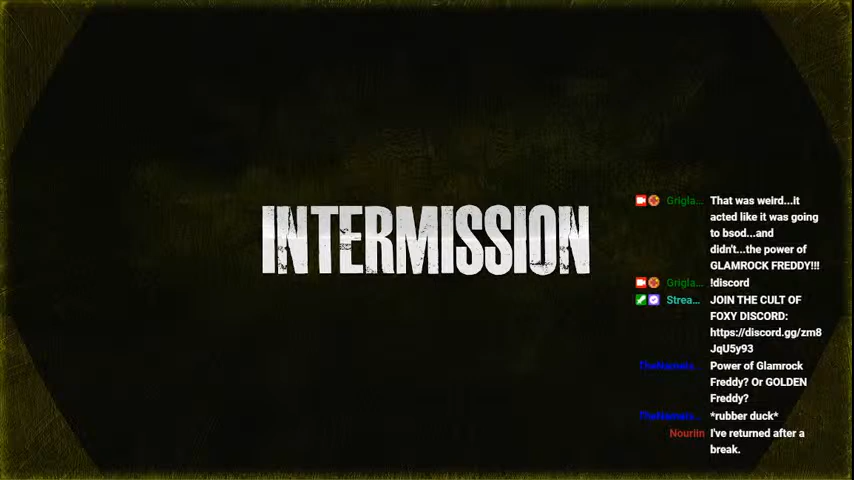 INTERMISSION
Grigla... That was weird...it
acted like it was going
to bsod...and
didn't...the power of
GLAMROCK FREDDY!!!
Grigla... !discord
Strea... JOIN THE CULT OF
FOXY DISCORD:
https://discord.gg/zm8
JqU5y93
Power of Glamrock
Freddy? Or GOLDEN
Freddy?
*rubber duck*
Nouriin I've returned after a
break.